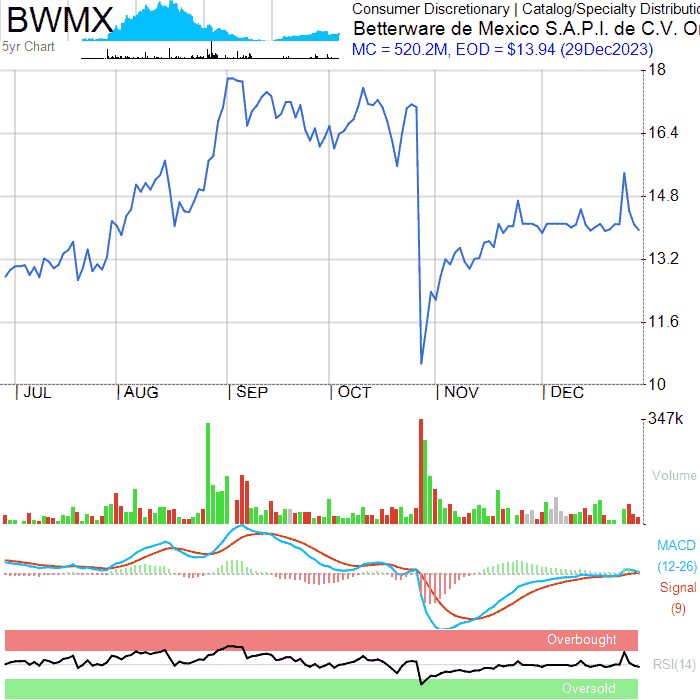 BWMX
5yr Chart
Consumer Discretionary | Catalog/Specialty Distributio
Betterware de Mexico S.A.P.I. de C.V. Or
MC = 520.2M, EOD = $13.94 (29Dec2023)
18
16.4
14.8
13.2
11.6
10
JUL
AUG
SEP
OCT
NOV
DEC
347k
Volume
MACD
(12-26)
Signal
(9)
Overbought
RSI(14)
Oversold